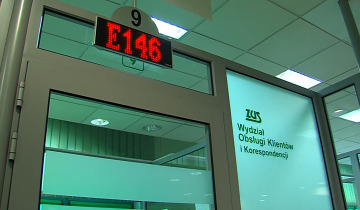 9
E146
ZUS
Wydział
Obsługi Klientów
i Korespondencji